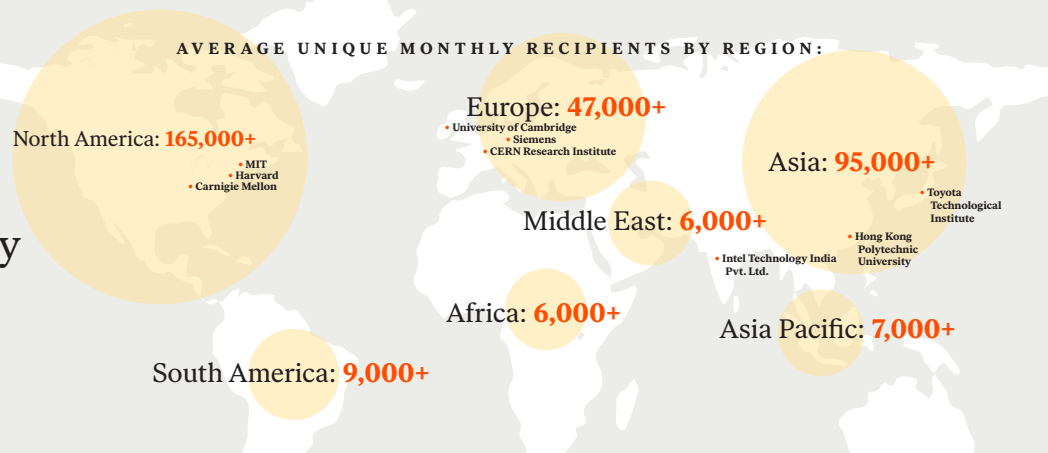 AVERAGE UNIQUE MONTHLY RECIPIENTS BY REGION:
North America: 165,000+
• MIT
• Harvard
• Carnigie Mellon
y
Europe: 47,000+
• University of Cambridge
• Siemens
• CERN Research Institute
Asia: 95,000+
• Toyota
Technological
Institute
• Hong Kong
Polytechnic
University
• Intel Technology India
Pvt. Ltd.
Middle East: 6,000+
Africa: 6,000+
Asia Pacific: 7,000+
South America: 9,000+